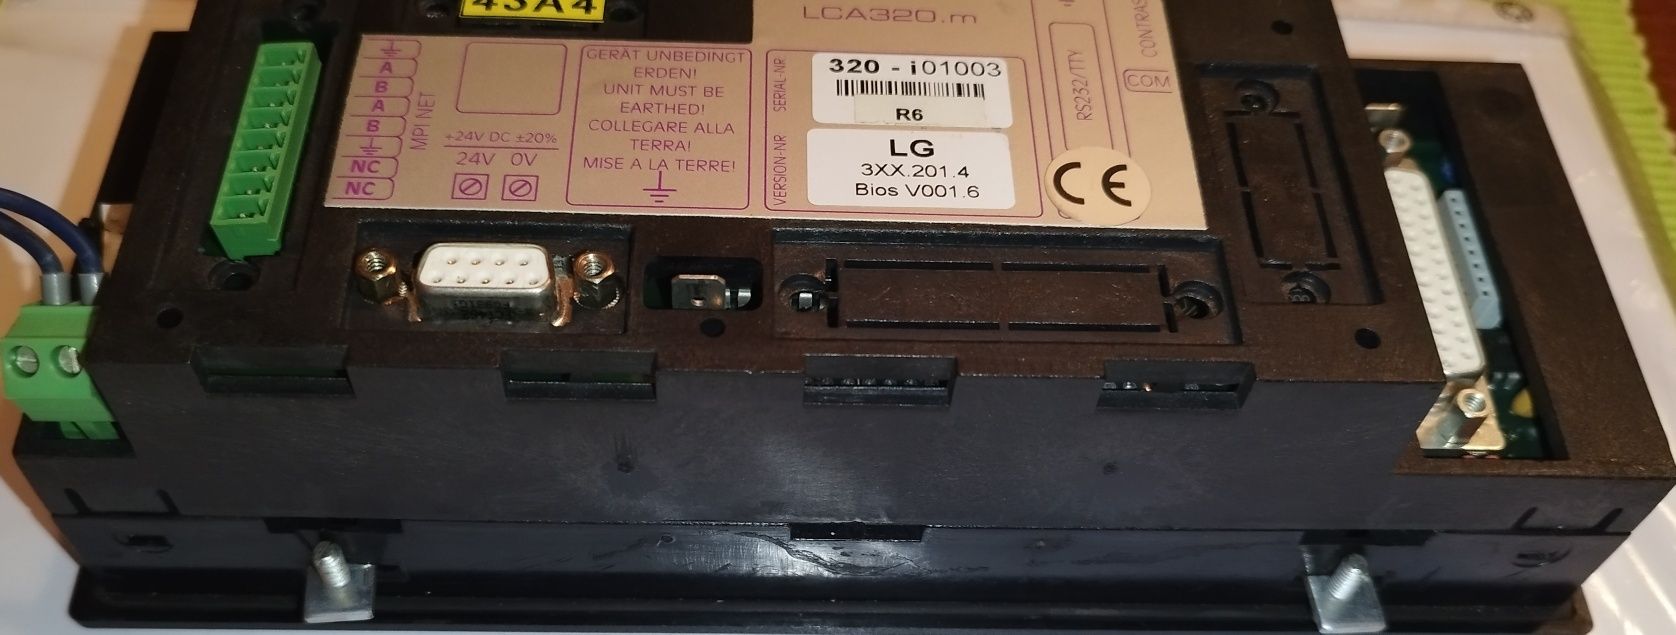 43A4
LCA320.m
CONTRAS
A
B
A
B
NC
NC
MPI NET
+24V DC ±20%
24V 0V
GERÄT UNBEDINGT
ERDEN!
UNIT MUST BE
EARTHED!
COLLEGARE ALLA
TERRA!
MISE A LA TERRE!
SERIAL-NR
320 - i01003
R6
VERSION-NR
LG
3XX.201.4
Bios V001.6
RS232/TTY
COM
CE